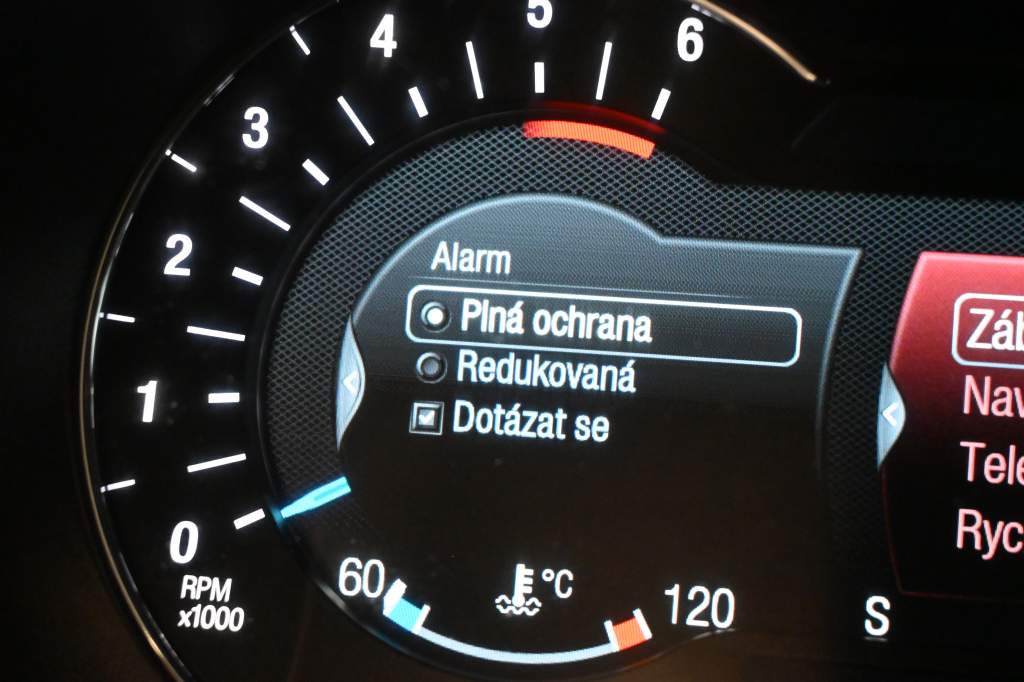 0
1
2
3
4
5
6
RPM
x1000
Alarm
Plná ochrana
Redukovaná
Dotázat se
60
°C
120
S